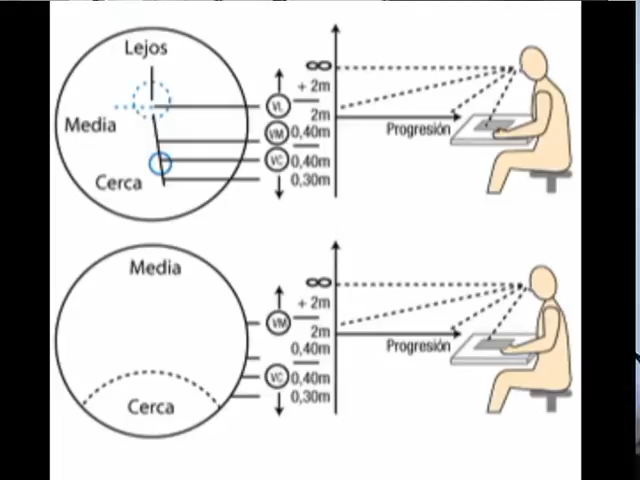 Lejos
Media
Cerca
∞
+ 2m
VL
2m
VM 0,40m
VC 0,40m
0,30m
Progresión
Media
Cerca
∞
+ 2m
VM
2m
0,40m
VC 0,40m
0,30m
Progresión